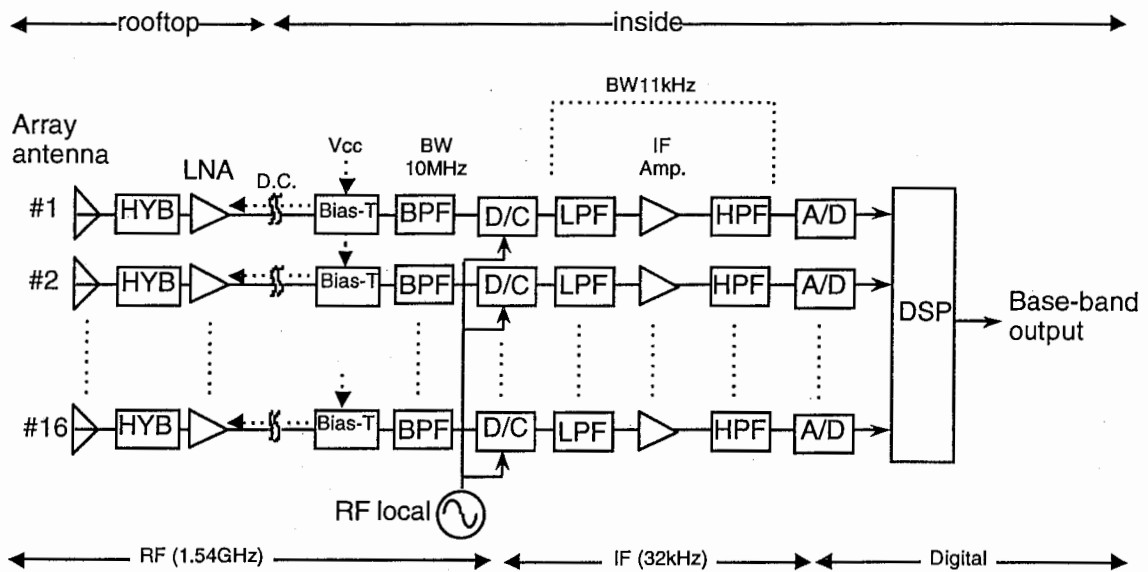 rooftop
inside
BW11kHz
Array
antenna
LNA
D.C.
Vcc
BW
10MHz
IF
Amp.
#1
HYB
Bias-T
BPF
D/C
LPF
HPF
A/D
#2
HYB
Bias-T
BPF
D/C
LPF
HPF
A/D
DSP
Base-band
output
#16
HYB
Bias-T
BPF
D/C
LPF
HPF
A/D
RF local
RF (1.54GHz)
IF (32kHz)
Digital